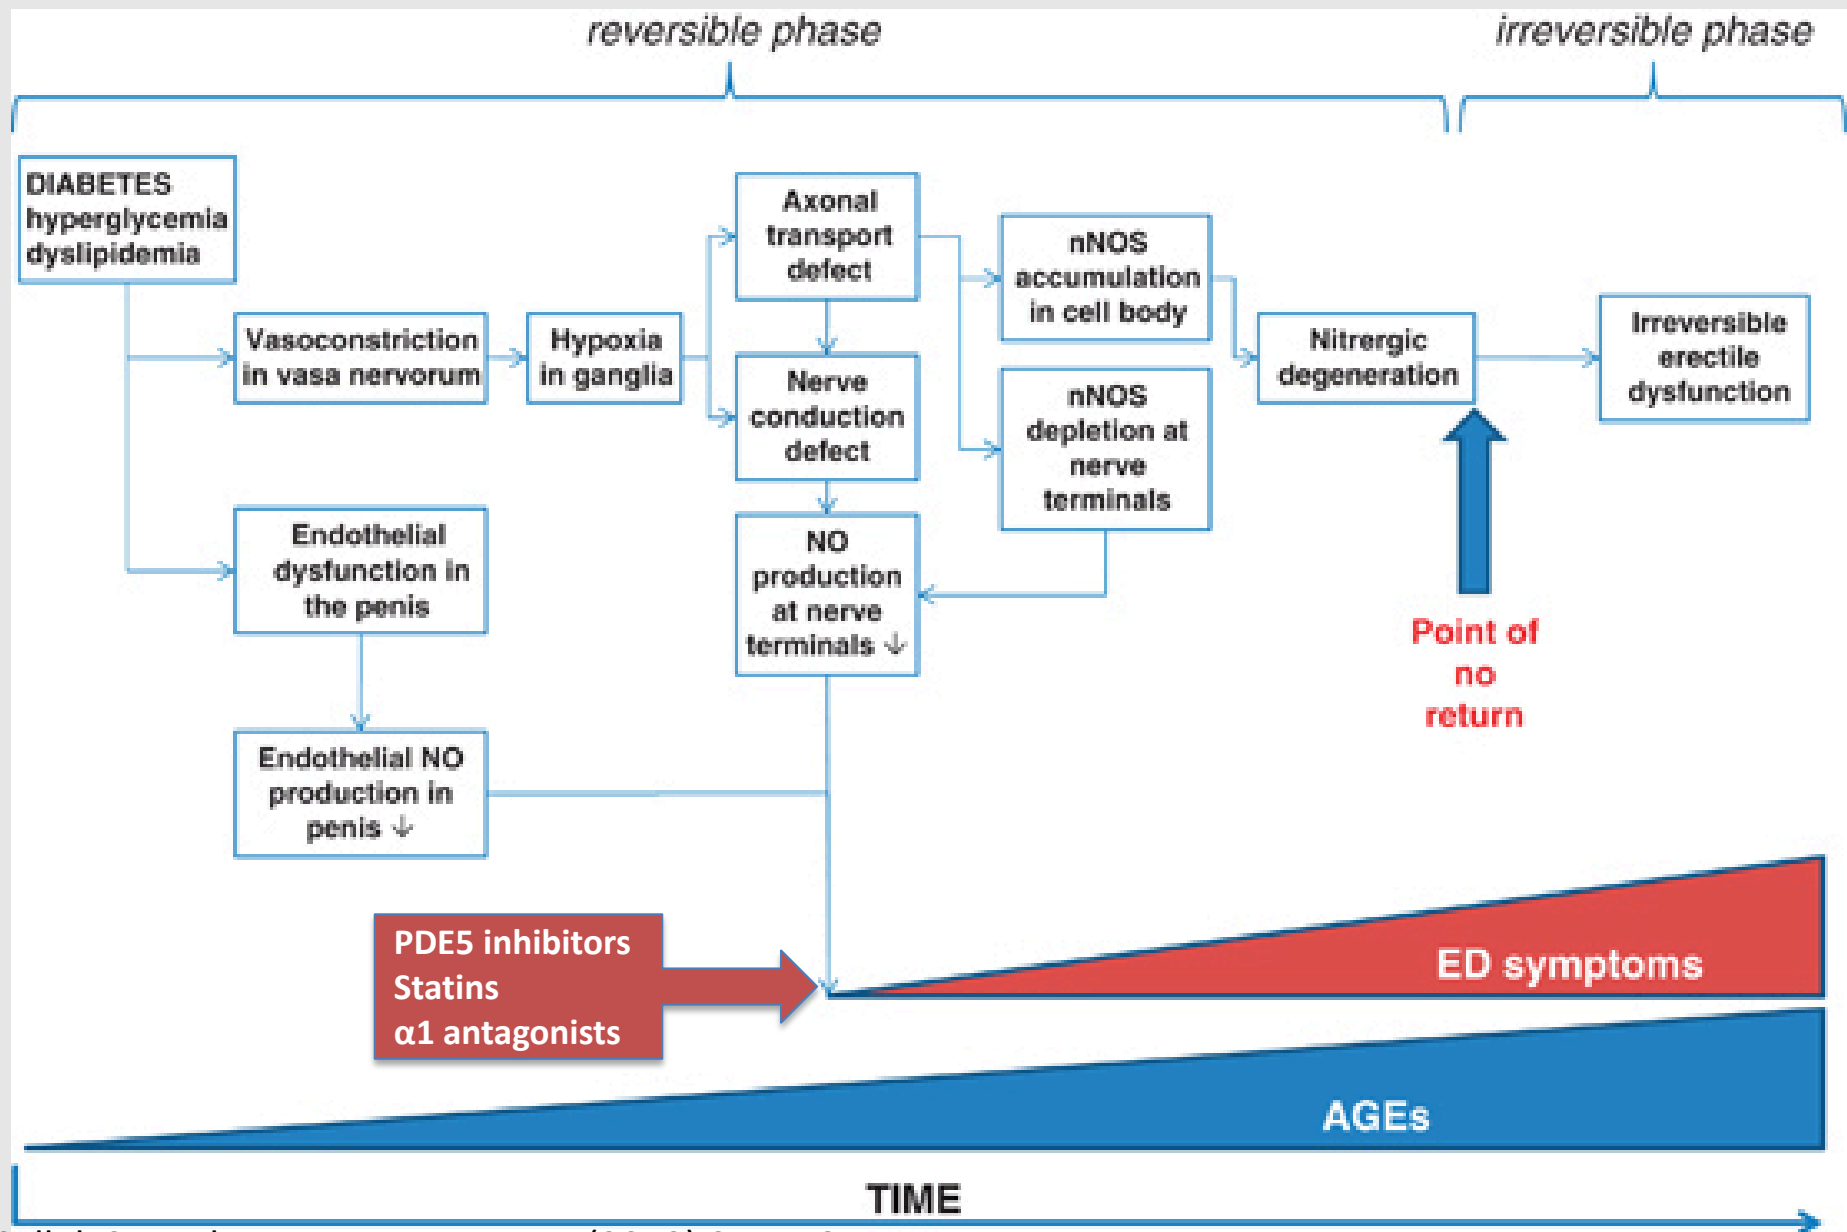 reversible phase
irreversible phase
DIABETES
hyperglycemia
dyslipidemia
Vasoconstriction
in vasa nervorum
Hypoxia
in ganglia
Axonal
transport
defect
Nerve
conduction
defect
nNOS
accumulation
in cell body
nNOS
depletion at
nerve
terminals
Nitrergic
degeneration
Irreversible
erectile
dysfunction
Endothelial
dysfunction in
the penis
NO
production
at nerve
terminals ↓
Point of
no
return
Endothelial NO
production in
penis ↓
PDE5 inhibitors
Statins
α1 antagonists
ED symptoms
AGEs
TIME